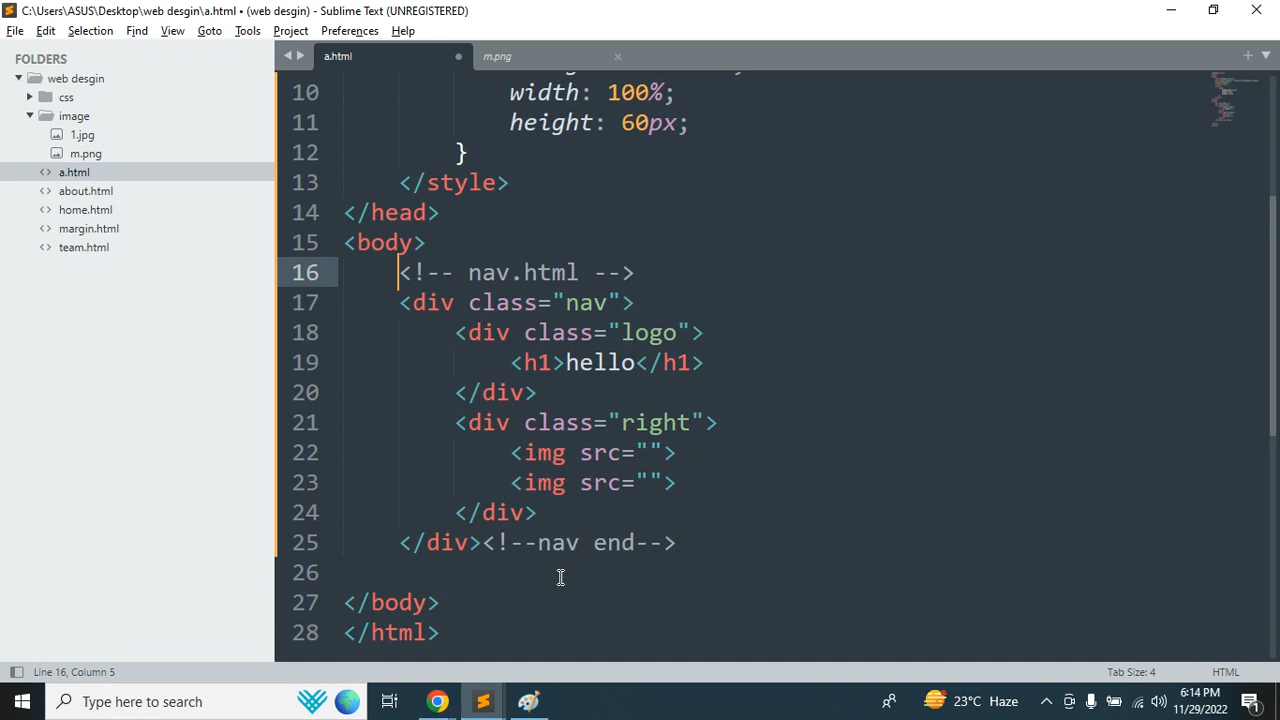 C:\Users\ASUS\Desktop\web desgin\a.html • (web desgin) - Sublime Text (UNREGISTERED)
File Edit Selection Find View Goto Tools Project Preferences Help
FOLDERS
web desgin
css
image
1.jpg
m.png
a.html
about.html
home.html
margin.html
team.html
a.html
m.png
10 width: 100%;
11 height: 60px;
12 }
13 </style>
14 </head>
15 <body>
16 <!-- nav.html -->
17 <div class="nav">
18 <div class="logo">
19 <h1>hello</h1>
20 </div>
21 <div class="right">
22 <img src="">
23 <img src="">
24 </div>
25 </div><!--nav end-->
26
27 </body>
28 </html>
Line 16, Column 5
Tab Size: 4
HTML
Type here to search
23°C Haze
6:14 PM
11/29/2022
1